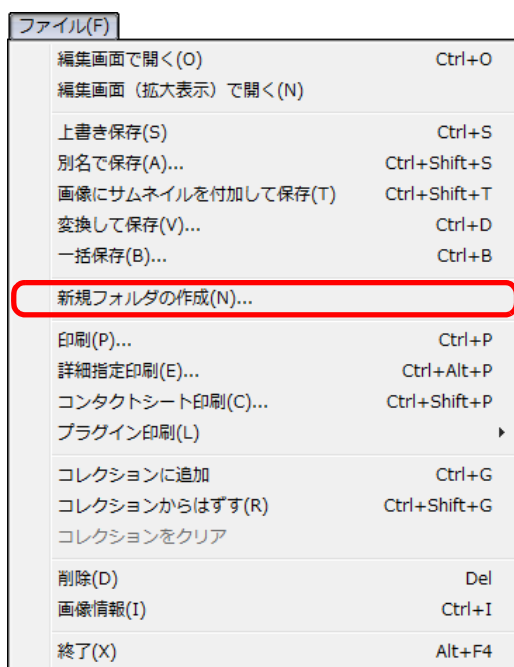 ファイル(F)
編集画面で開く(O) Ctrl+O
編集画面（拡大表示）で開く(N)
上書き保存(S) Ctrl+S
別名で保存(A)... Ctrl+Shift+S
画像にサムネイルを付加して保存(T) Ctrl+Shift+T
変換して保存(V)... Ctrl+D
一括保存(B)... Ctrl+B
新規フォルダの作成(N)...
印刷(P)... Ctrl+P
詳細指定印刷(E)... Ctrl+Alt+P
コンタクトシート印刷(C)... Ctrl+Shift+P
プラグイン印刷(L)
コレクションに追加 Ctrl+G
コレクションからはずす(R) Ctrl+Shift+G
コレクションをクリア
削除(D) Del
画像情報(I) Ctrl+I
終了(X) Alt+F4